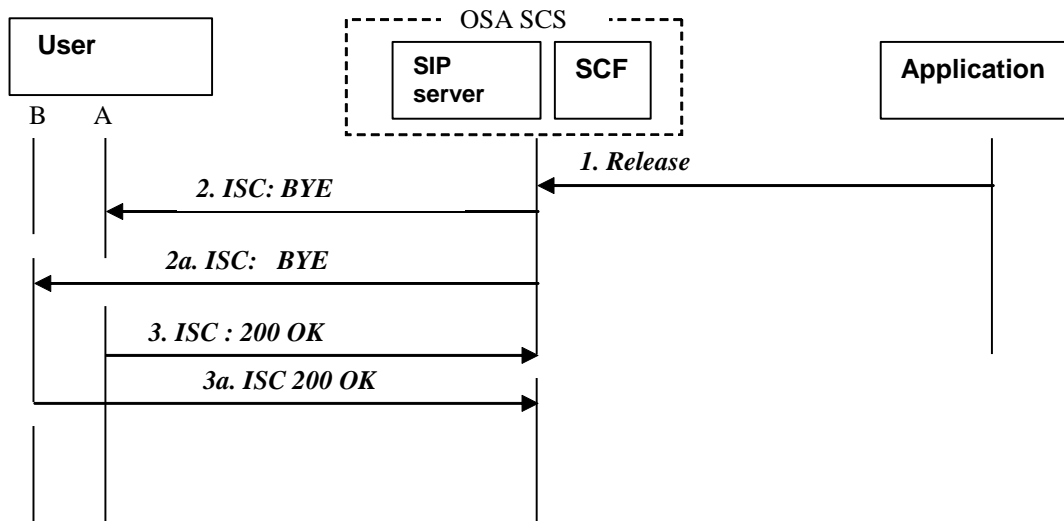 OSA SCS
User
SIP
server
SCF
Application
B A
1. Release
2. ISC: BYE
2a. ISC: BYE
3. ISC : 200 OK
3a. ISC 200 OK